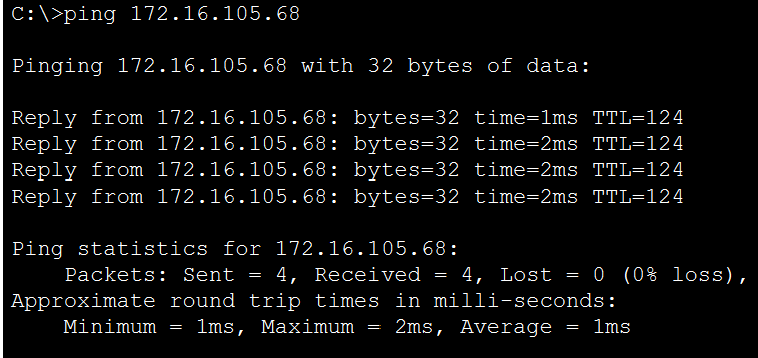 C:\>ping 172.16.105.68
Pinging 172.16.105.68 with 32 bytes of data:
Reply from 172.16.105.68: bytes=32 time=1ms TTL=124
Reply from 172.16.105.68: bytes=32 time=2ms TTL=124
Reply from 172.16.105.68: bytes=32 time=2ms TTL=124
Reply from 172.16.105.68: bytes=32 time=2ms TTL=124
Ping statistics for 172.16.105.68:
Packets: Sent = 4, Received = 4, Lost = 0 (0% loss),
Approximate round trip times in milli-seconds:
Minimum = 1ms, Maximum = 2ms, Average = 1ms